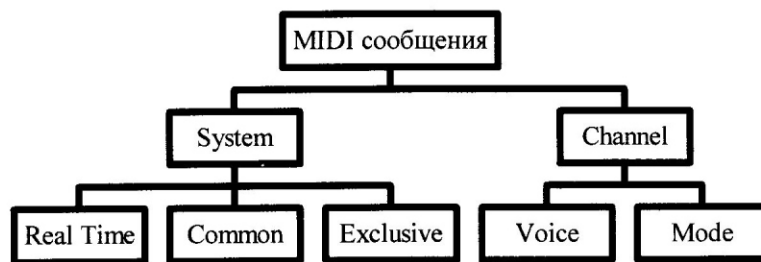 MIDI сообщения
System
Channel
Real Time
Common
Exclusive
Voice
Mode